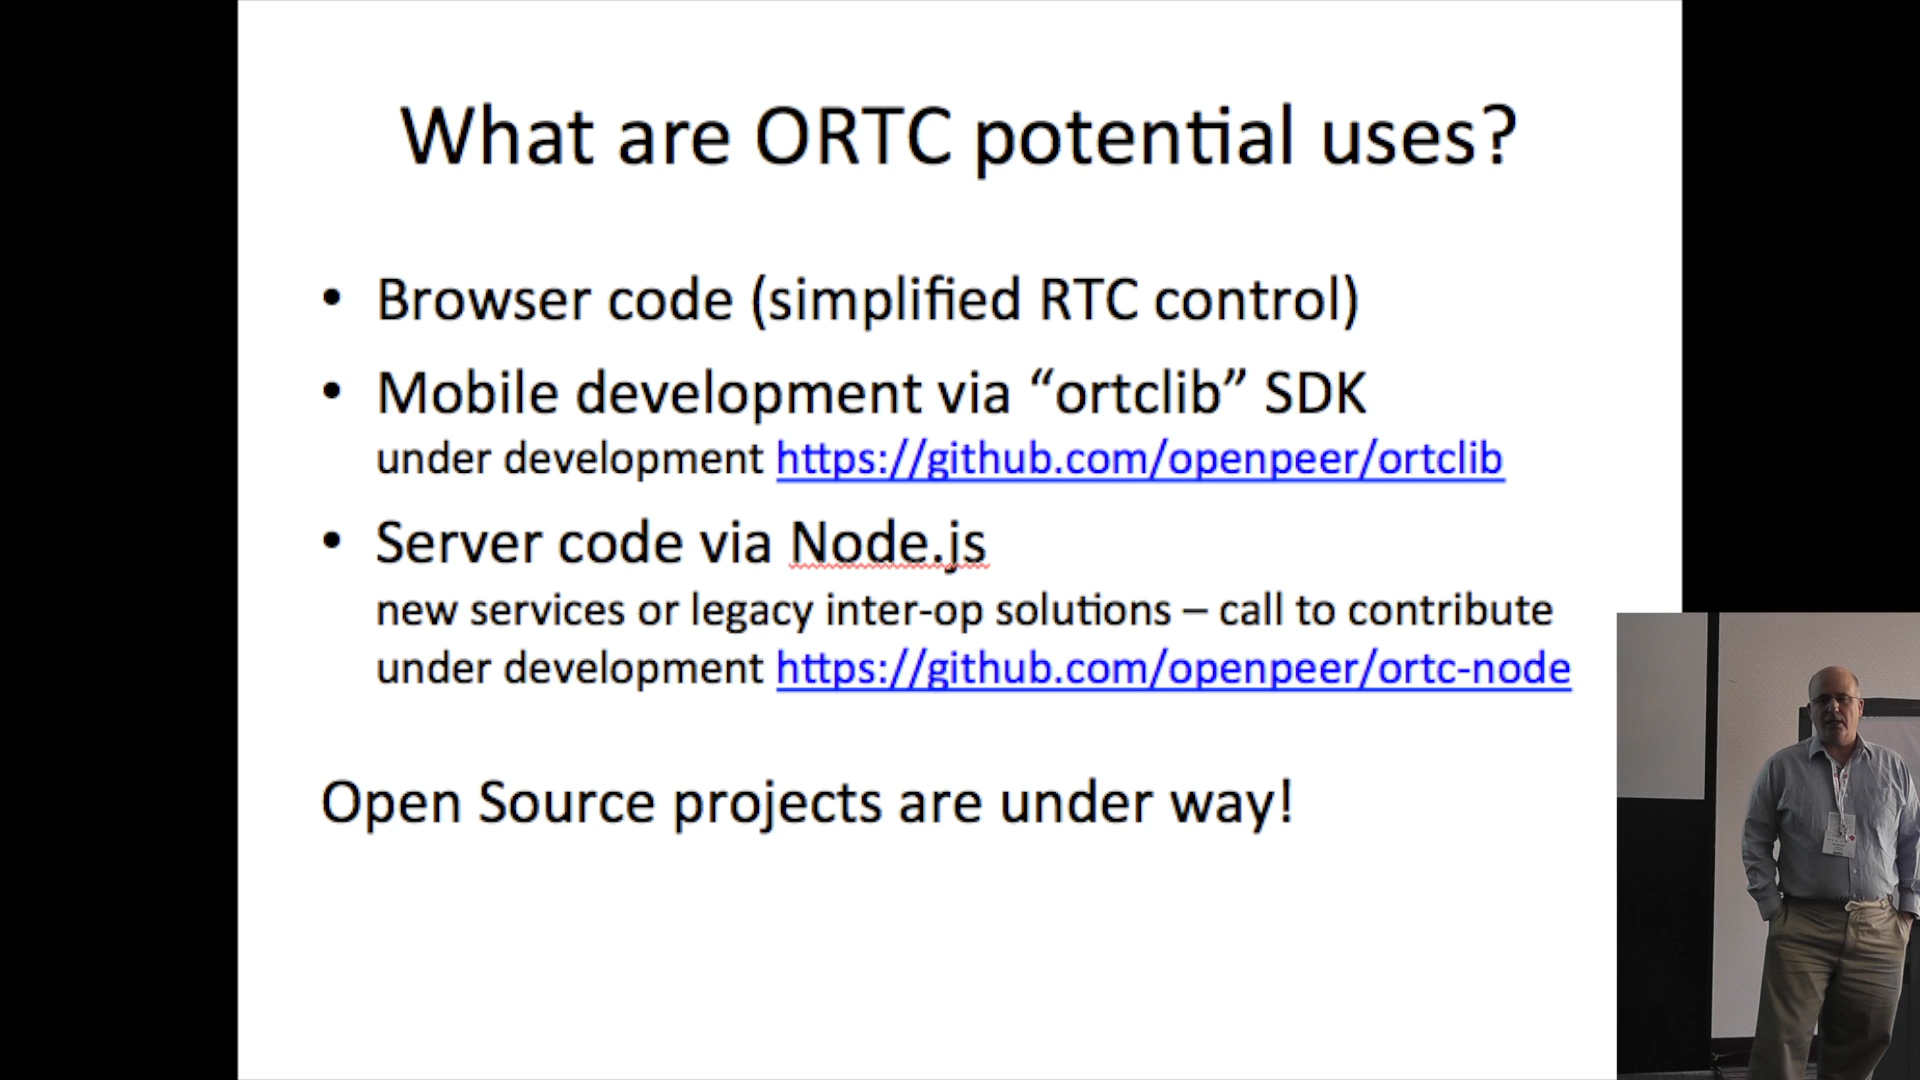 What are ORTC potential uses?
• Browser code (simplified RTC control)
• Mobile development via “ortclib” SDK
under development https://github.com/openpeer/ortclib
• Server code via Node.js
new services or legacy inter-op solutions – call to contribute
under development https://github.com/openpeer/ortc-node
Open Source projects are under way!